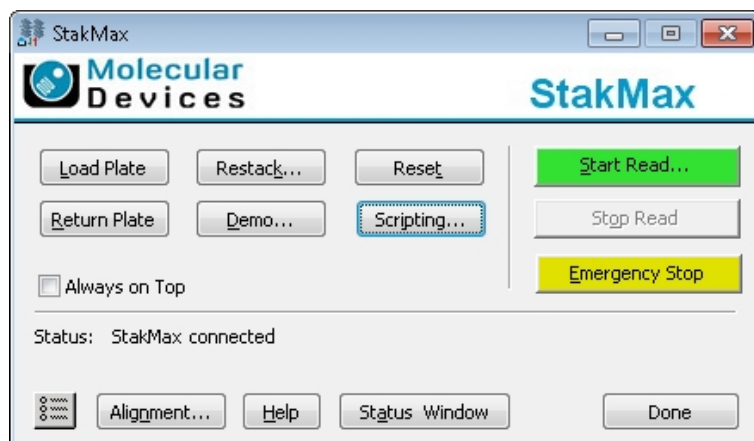 StakMax
Molecular
Devices
StakMax
Load Plate Restack... Reset Start Read...
Return Plate Demo... Scripting... Stop Read
Emergency Stop
Always on Top
Status: StakMax connected
Alignment... Help Status Window Done